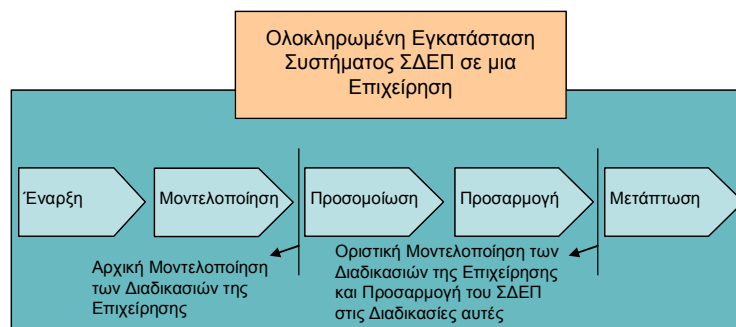 Ολοκληρωμένη Εγκατάσταση
Συστήματος ΣΔΕΠ σε μια
Επιχείρηση
Έναρξη
Μοντελοποίηση
Προσομοίωση
Προσαρμογή
Μετάπτωση
Αρχική Μοντελοποίηση
των Διαδικασιών της
Επιχείρησης
Οριστική Μοντελοποίηση των
Διαδικασιών της Επιχείρησης
και Προσαρμογή του ΣΔΕΠ
στις Διαδικασίες αυτές